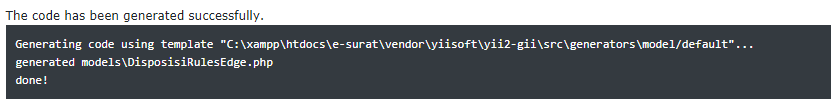 The code has been generated successfully.
Generating code using template "C:\xampp\htdocs\e-surat\vendor\yiisoft\yii2-gii\src\generators\model/default"...
generated models\DisposisiRulesEdge.php
done!